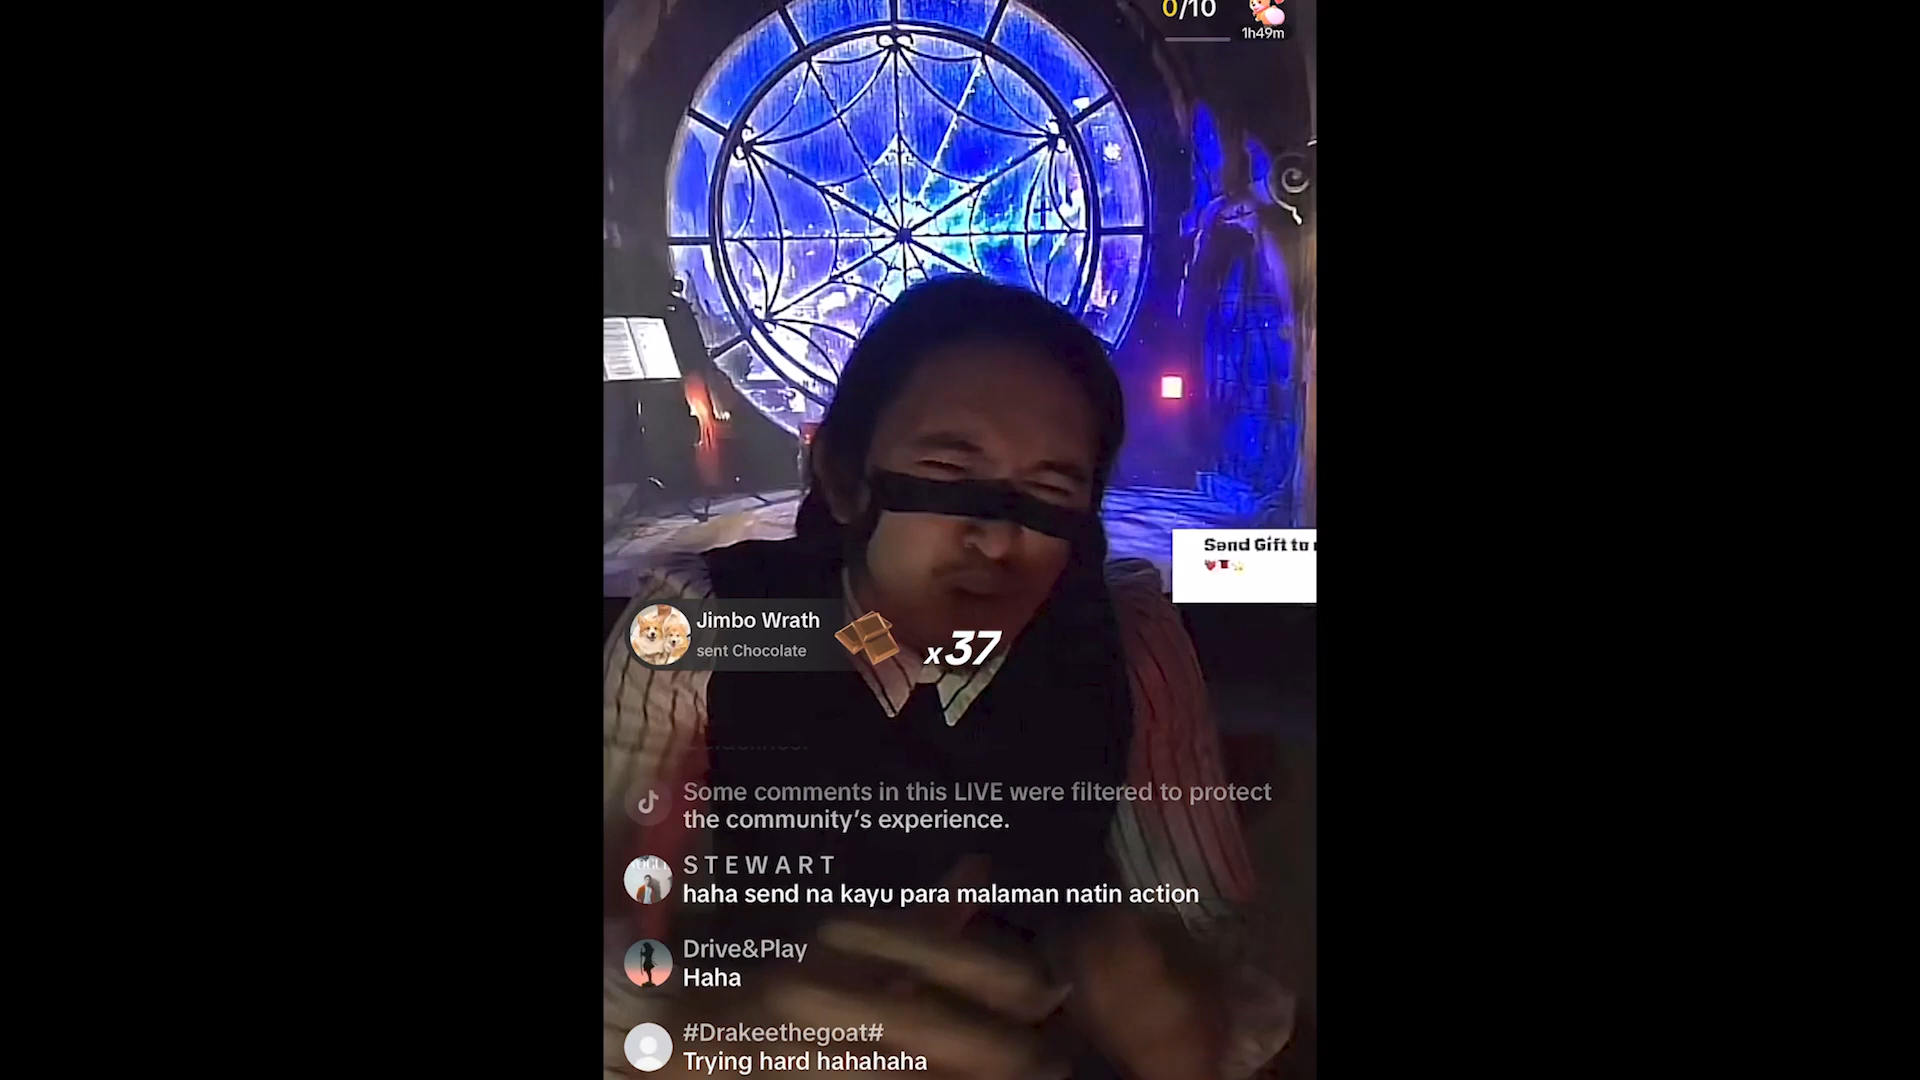 0/10
1h49m
Send Gift to
Jimbo Wrath
sent Chocolate
x37
Some comments in this LIVE were filtered to protect
the community's experience.
S T E W A R T
haha send na kayu para malaman natin action
Drive&Play
Haha
#Drakeethegoat#
Trying hard hahahaha